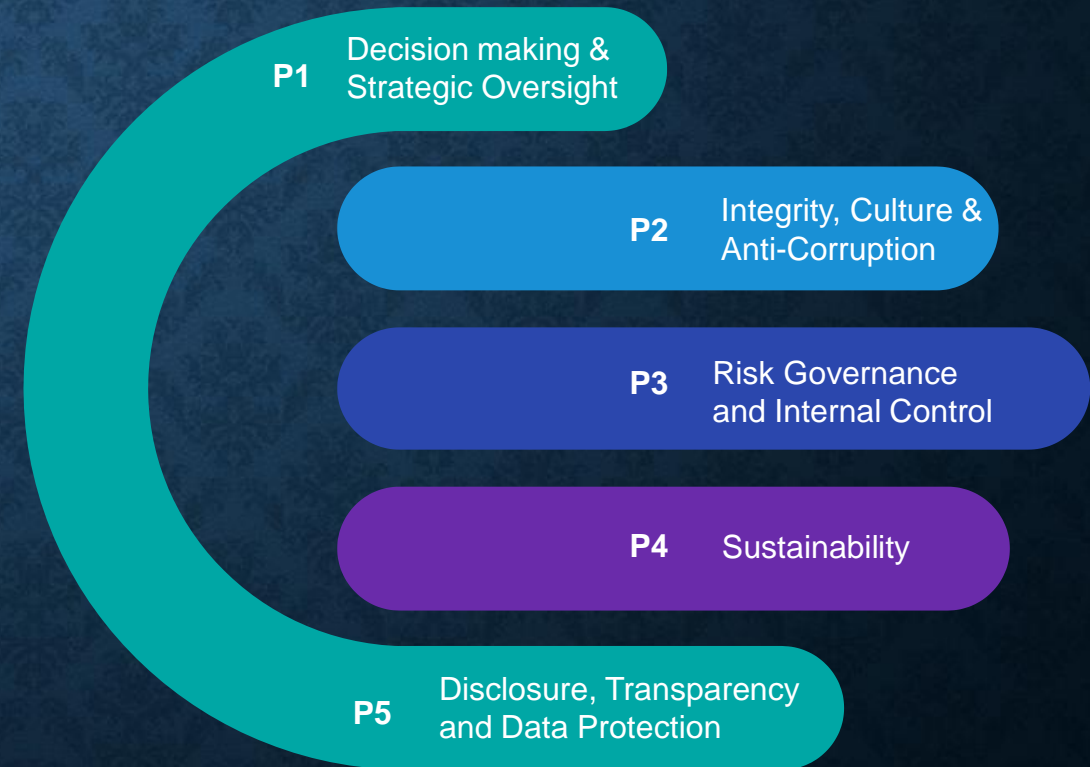 P1
Decision making &
Strategic Oversight
P2
Integrity, Culture &
Anti-Corruption
P3
Risk Governance
and Internal Control
P4
Sustainability
P5
Disclosure, Transparency
and Data Protection